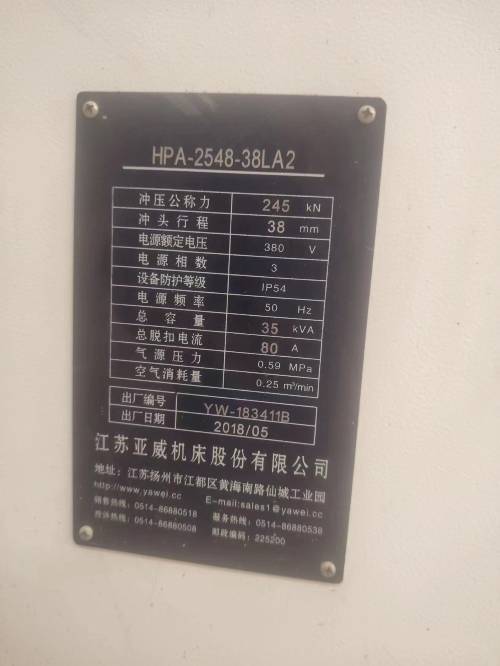 HPA-2548-38LA2
冲压公称力 245 kN
冲头行程 38 mm
电源额定电压 380 V
电源相数 3
设备防护等级 IP54
电源频率 50 Hz
总容量 35 kVA
总脱扣电流 80 A
气源压力 0.59 MPa
空气消耗量 0.25 m³/min
出厂编号 YW-183411B
出厂日期 2018/05
江苏亚威机床股份有限公司
地址: 江苏扬州市江都区黄海南路仙城工业园
http://www.yawei.cc E-mail:sales1@yawei.cc
销售热线: 0514-86880518 服务热线: 0514-86880538
外诉热线: 0514-86880508 邮政编码: 225200